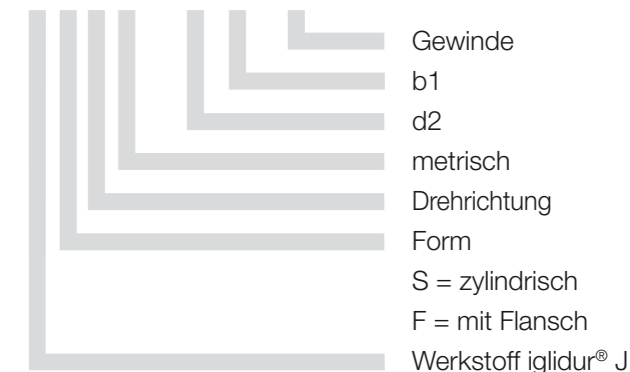 Gewinde
b1
d2
metrisch
Drehrichtung
Form
S = zylindrisch
F = mit Flansch
Werkstoff iglidur® J